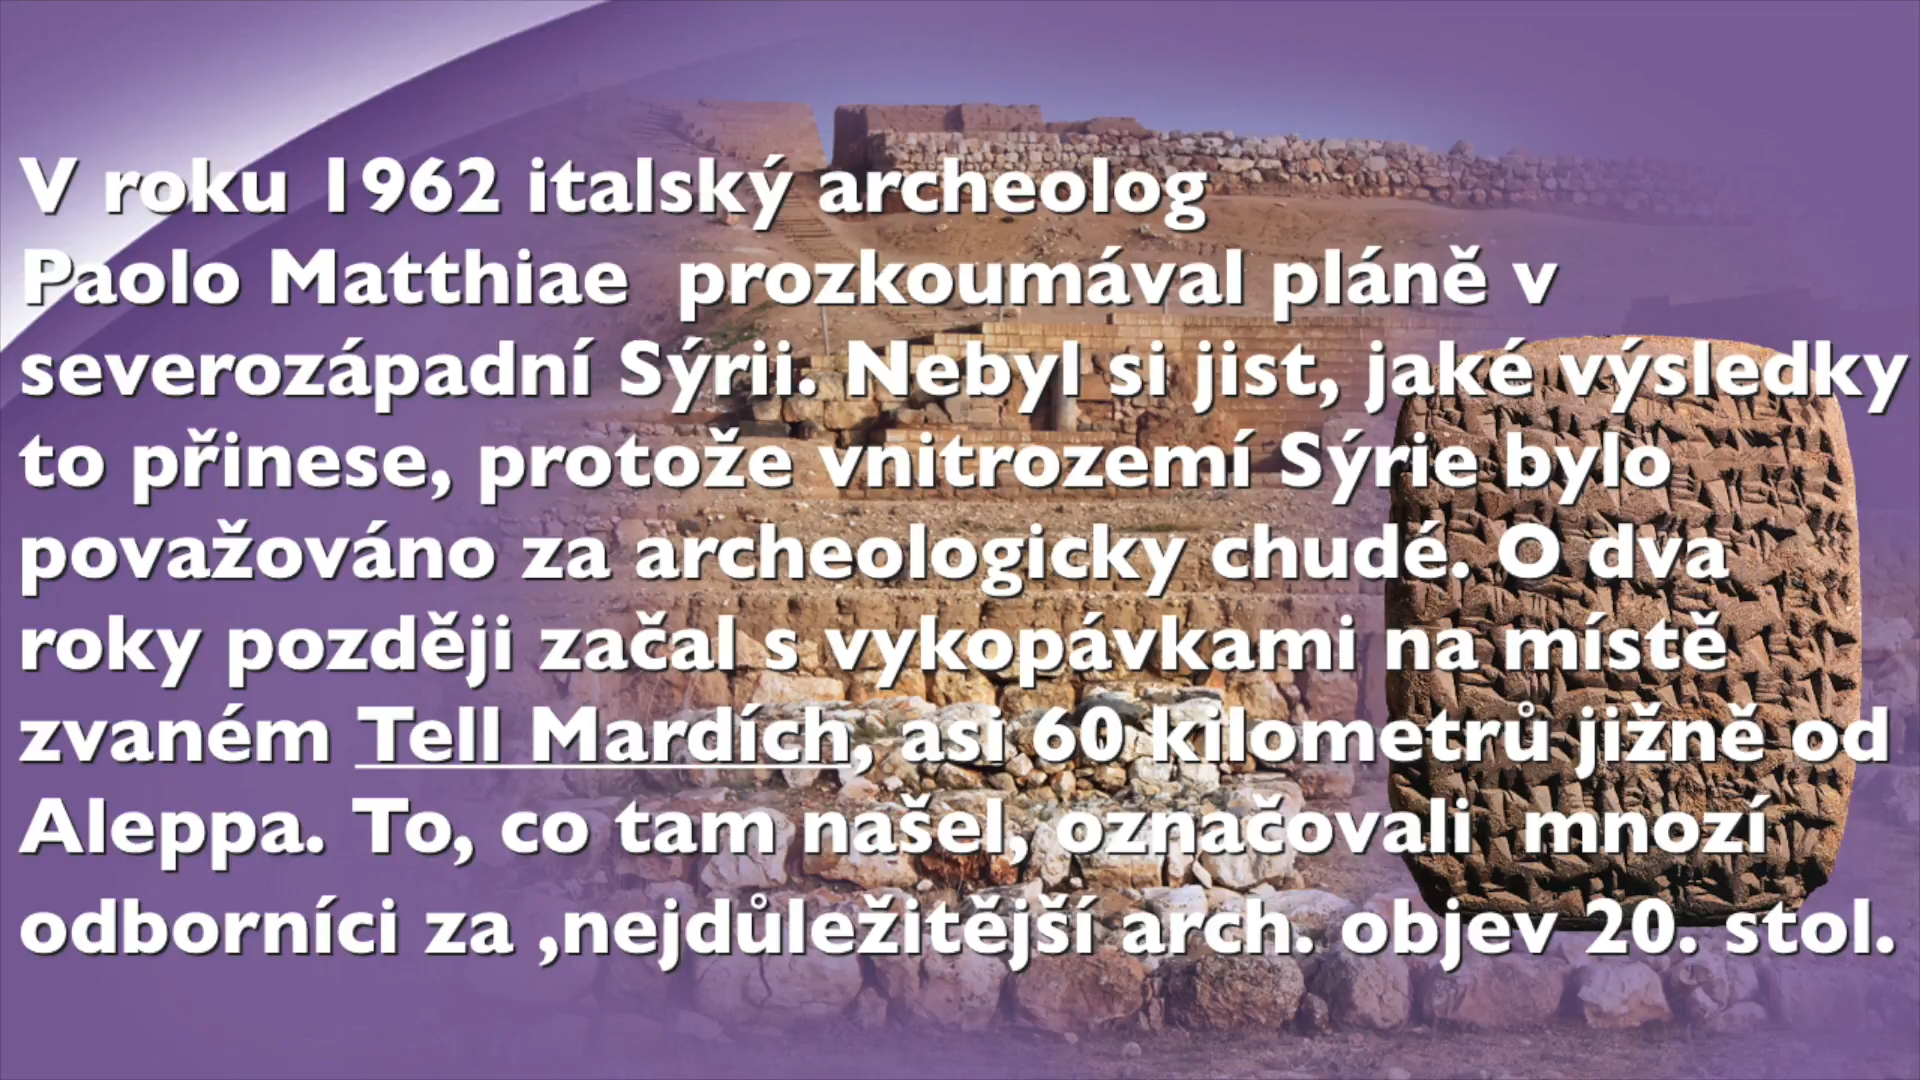 V roku 1962 italský archeolog
Paolo Matthiae prozkoumával pláně v
severozápadní Sýrii. Nebyl si jist, jaké výsledky
to přinese, protože vnitrozemí Sýrie bylo
považováno za archeologicky chudé. O dva
roky později začal s vykopávkami na místě
zvaném Tell Mardích, asi 60 kilometrů jižně od
Aleppa. To, co tam našel, označovali mnozí
odborníci za ‚nejdůležitější arch. objev 20. stol.